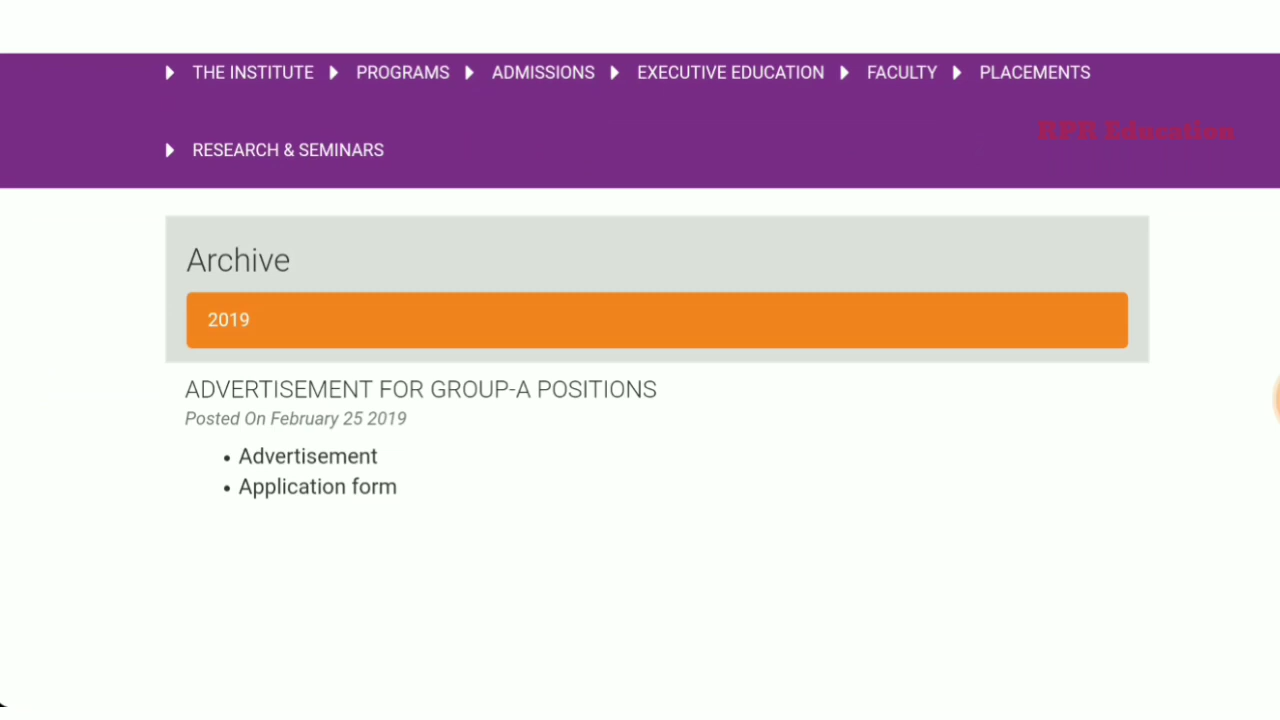 THE INSTITUTE PROGRAMS ADMISSIONS EXECUTIVE EDUCATION FACULTY PLACEMENTS
RPR Education
RESEARCH & SEMINARS
Archive
2019
ADVERTISEMENT FOR GROUP-A POSITIONS
Posted On February 25 2019
• Advertisement
• Application form